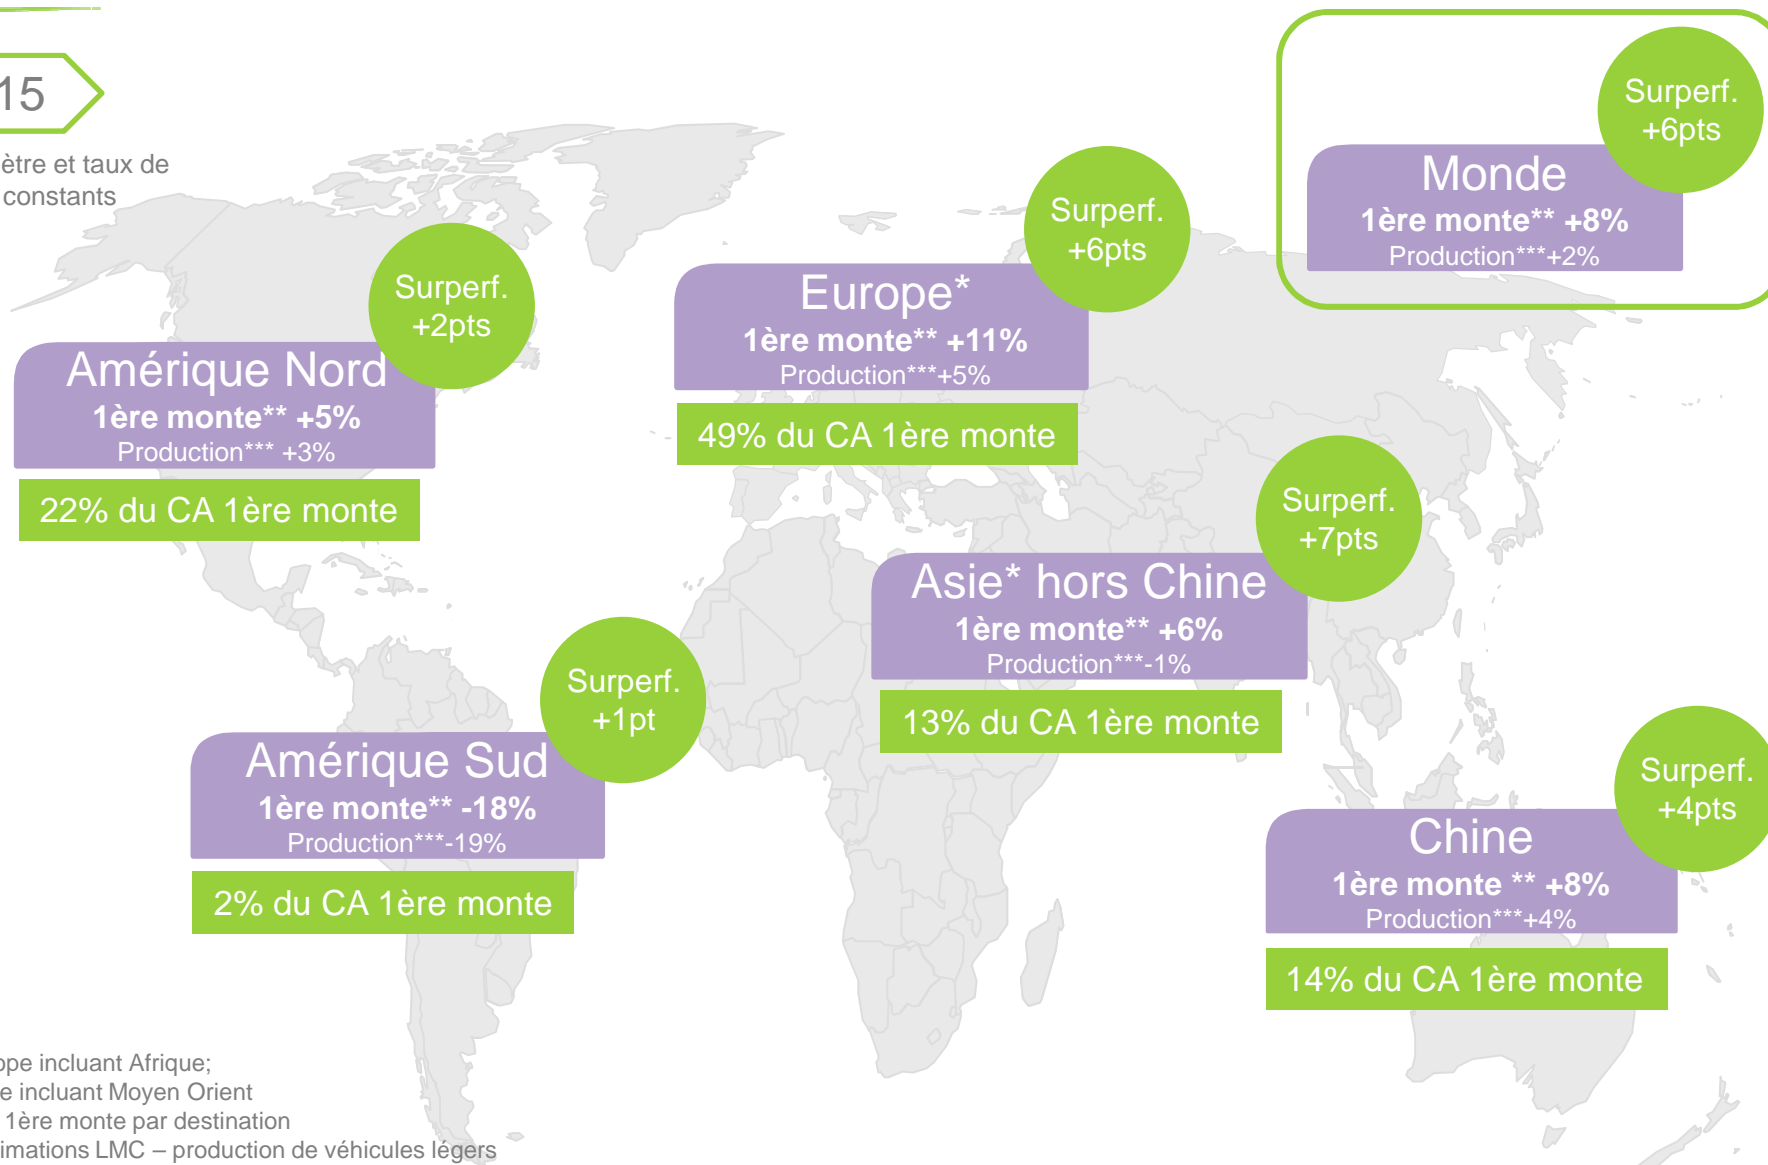 15
ètre et taux de
constants
Surperf.
+6pts
Monde
1ère monte** +8%
Production***+2%
Surperf.
+6pts
Europe*
1ère monte** +11%
Production***+5%
49% du CA 1ère monte
Surperf.
+2pts
Amérique Nord
1ère monte** +5%
Production*** +3%
22% du CA 1ère monte
Surperf.
+7pts
Asie* hors Chine
1ère monte** +6%
Production***-1%
13% du CA 1ère monte
Surperf.
+1pt
Amérique Sud
1ère monte** -18%
Production***-19%
2% du CA 1ère monte
Surperf.
+4pts
Chine
1ère monte ** +8%
Production***+4%
14% du CA 1ère monte
ope incluant Afrique;
e incluant Moyen Orient
1ère monte par destination
imations LMC – production de véhicules légers